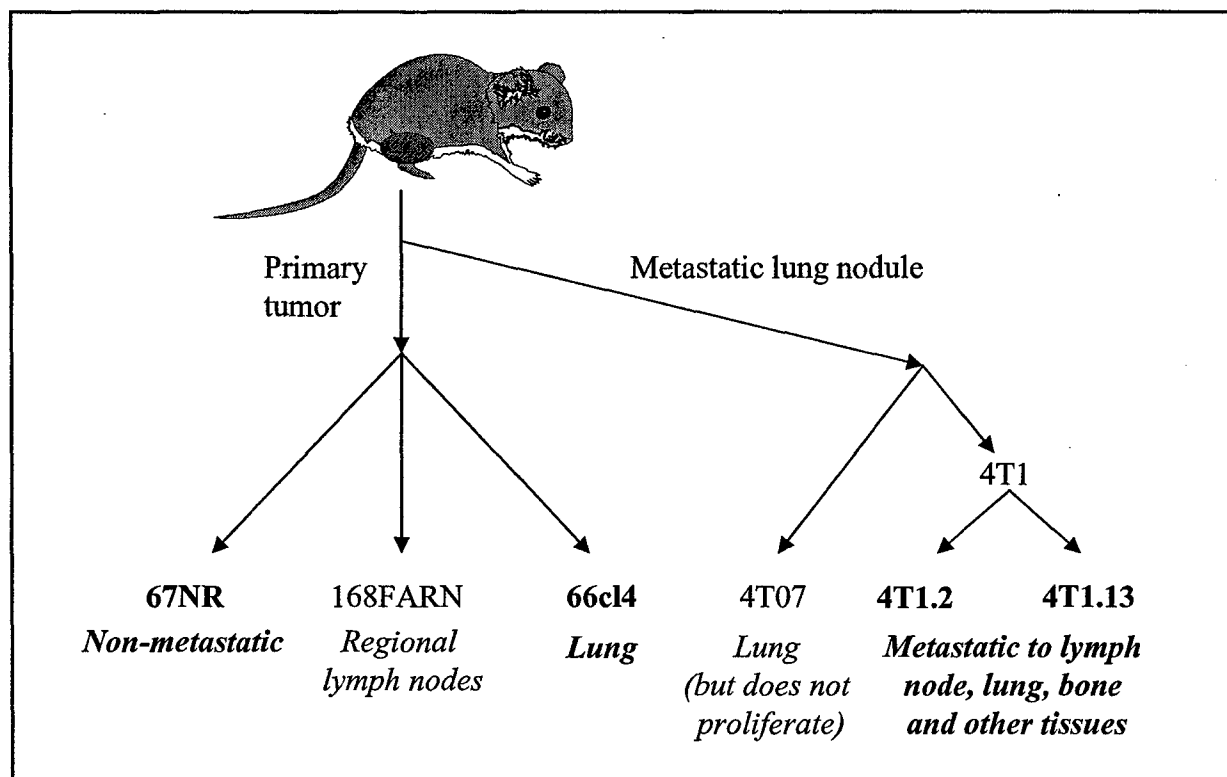 Primary
tumor
Metastatic lung nodule
4T1
67NR
Non-metastatic
168FARN
Regional
lymph nodes
66cl4
Lung
4T07
Lung
(but does not
proliferate)
4T1.2 4T1.13
Metastatic to lymph
node, lung, bone
and other tissues